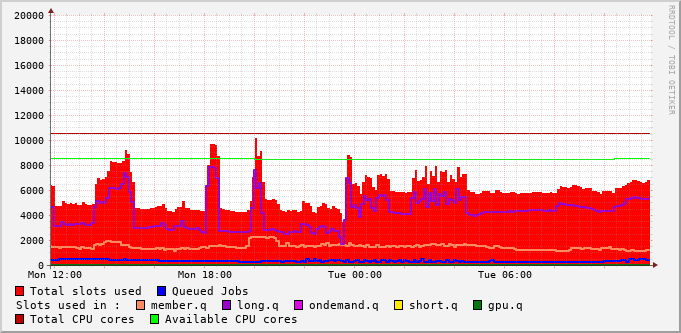 20000
18000
16000
14000
12000
10000
8000
6000
4000
2000
0
Mon 12:00 Mon 18:00 Tue 00:00 Tue 06:00
RRDTOOL / TOBI OETIKER
Total slots used Queued Jobs
Slots used in : member.q long.q ondemand.q short.q gpu.q
Total CPU cores Available CPU cores